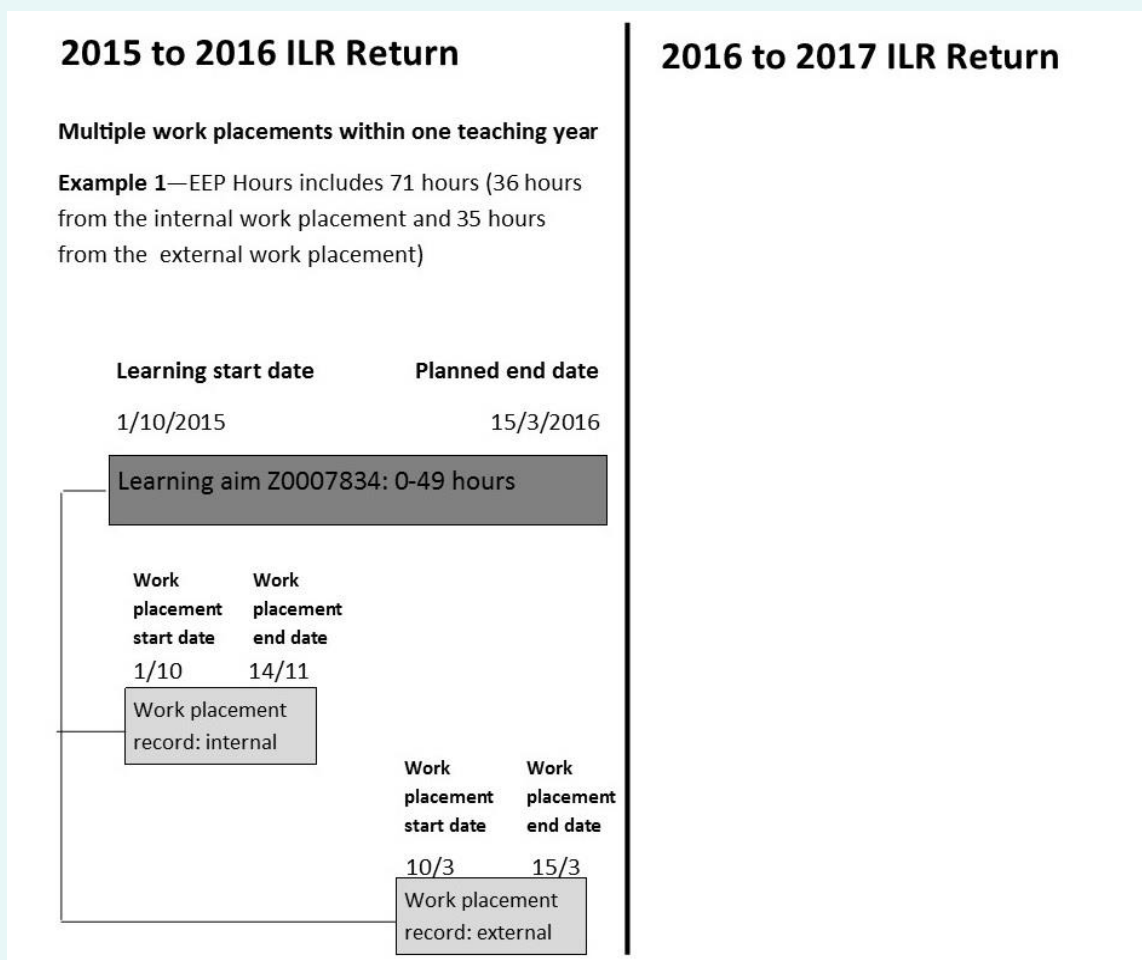 2015 to 2016 ILR Return
2016 to 2017 ILR Return
Multiple work placements within one teaching year
Example 1—EEP Hours includes 71 hours (36 hours
from the internal work placement and 35 hours
from the  external work placement)
Learning start date
Planned end date
1/10/2015
15/3/2016
Learning aim Z0007834: 0-49 hours
Work
placement
start date
Work
placement
end date
1/10
14/11
Work placement
record: internal
Work
placement
start date
Work
placement
end date
10/3
15/3
Work placement
record: external